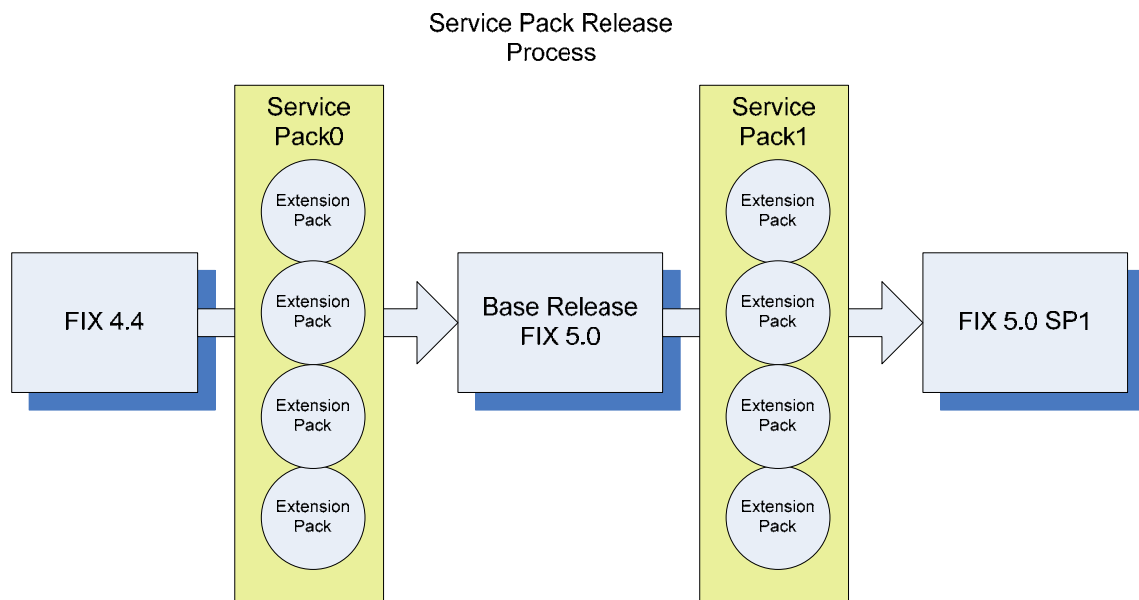 Service Pack Release
Process
Service
Pack0
Extension
Pack
Extension
Pack
Extension
Pack
Extension
Pack
Service
Pack1
Extension
Pack
Extension
Pack
Extension
Pack
Extension
Pack
FIX 4.4
Base Release
FIX 5.0
FIX 5.0 SP1